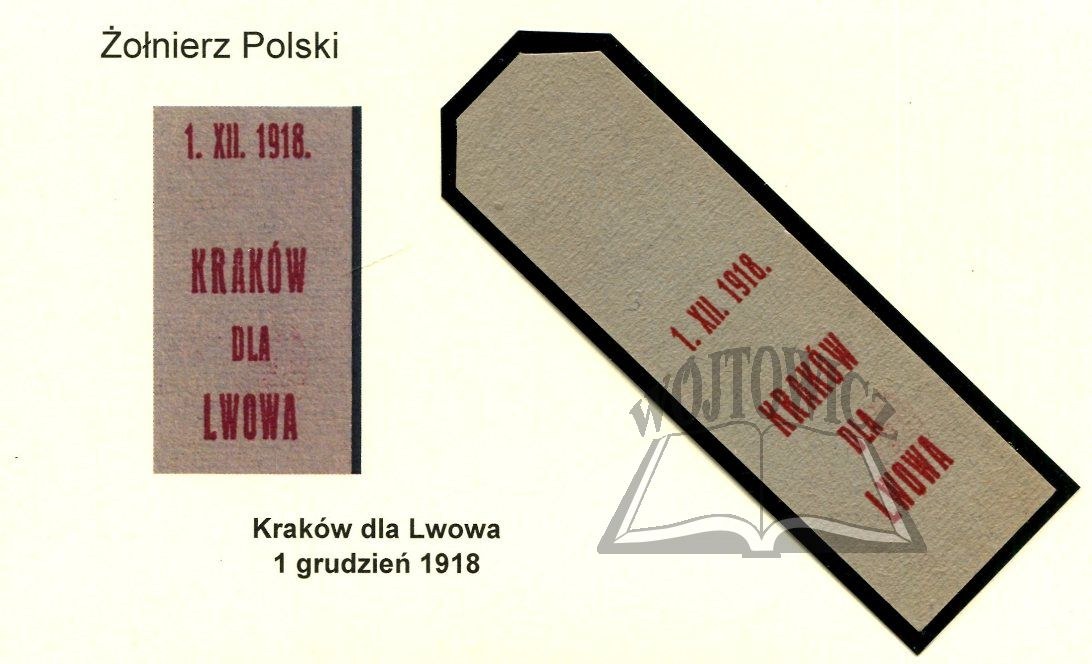 Żołnierz Polski
1. XII. 1918.
KRAKÓW
DLA
LWOWA
Kraków dla Lwowa
1 grudzień 1918
1. XII. 1918.
KRAKÓW
DLA
LWOWA
WÓJTOWICZ